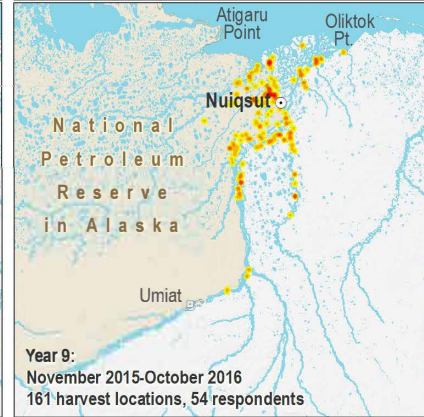 Atigaru
Point
Oliktok
Pt.
Nuiqsut
National
Petroleum
Reserve
in Alaska
Umiat
Year 9:
November 2015-October 2016
161 harvest locations, 54 respondents